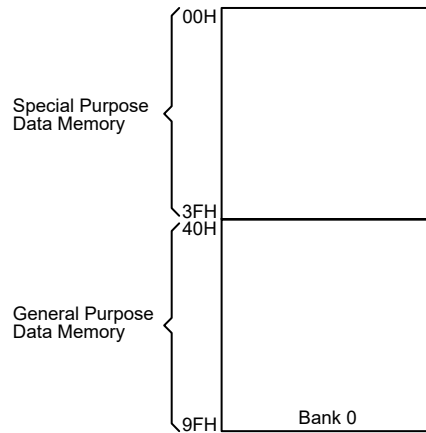 00H
Special Purpose
Data Memory
3FH
40H
General Purpose
Data Memory
9FH
Bank 0